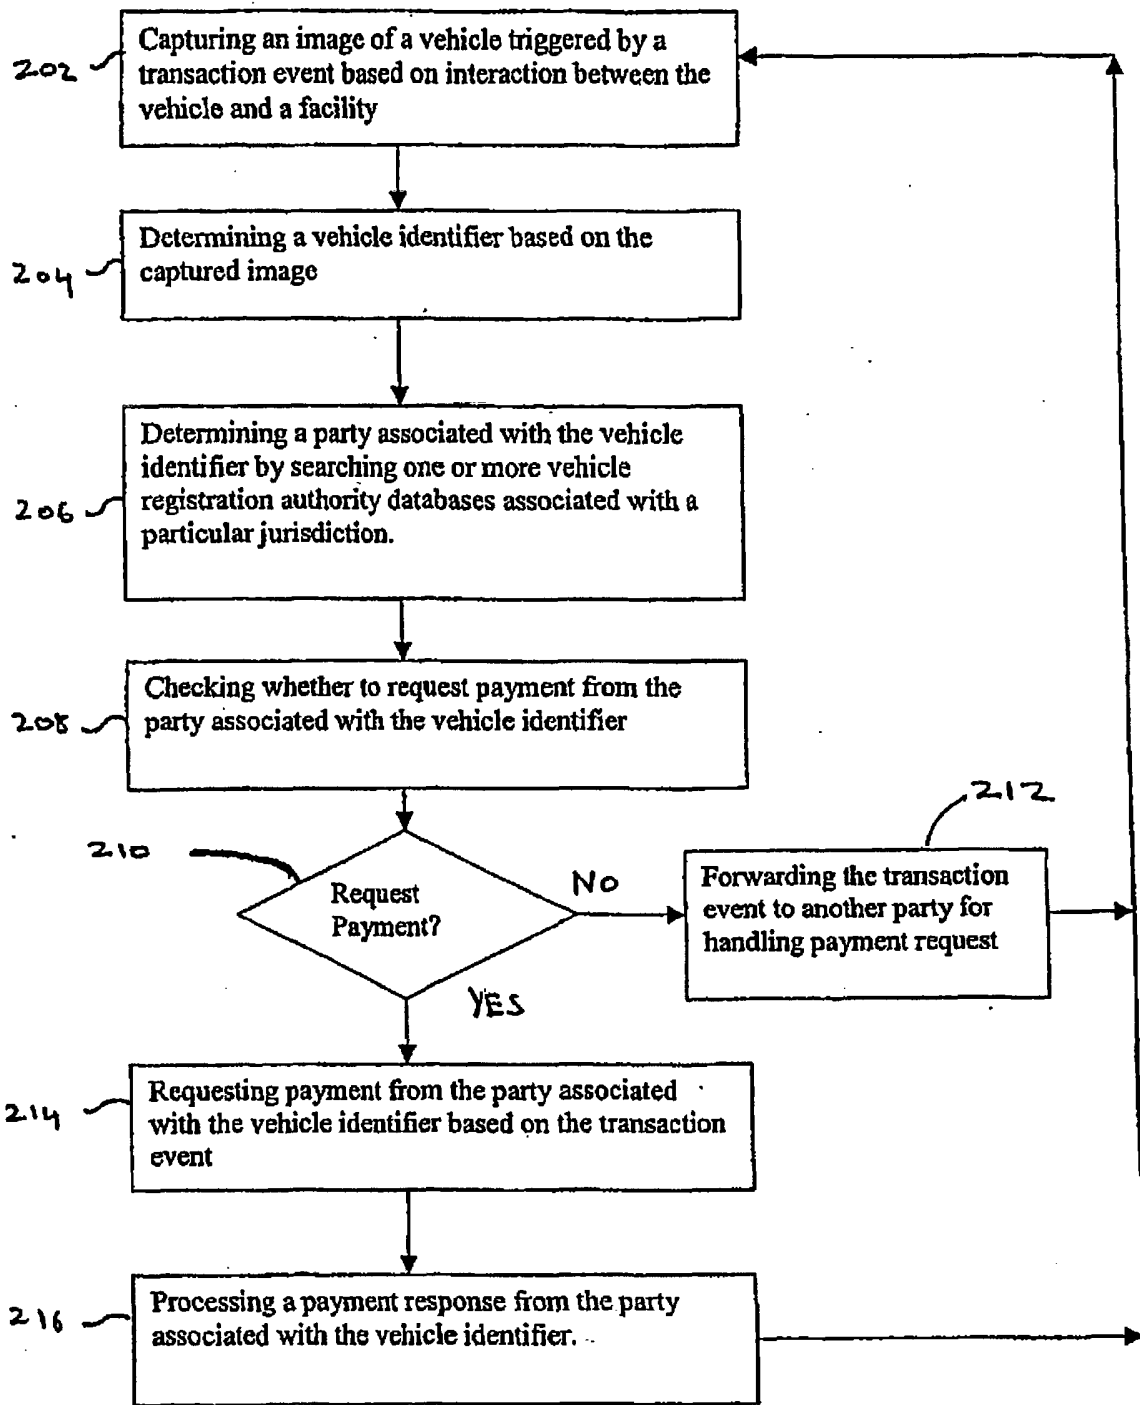 202
Capturing an image of a vehicle triggered by a
transaction event based on interaction between the
vehicle and a facility
204
Determining a vehicle identifier based on the
captured image
206
Determining a party associated with the vehicle
identifier by searching one or more vehicle
registration authority databases associated with a
particular jurisdiction.
208
Checking whether to request payment from the
party associated with the vehicle identifier
210
Request
Payment?
NO
212
Forwarding the transaction
event to another party for
handling payment request
YES
214
Requesting payment from the party associated
with the vehicle identifier based on the transaction
event
216
Processing a payment response from the party
associated with the vehicle identifier.